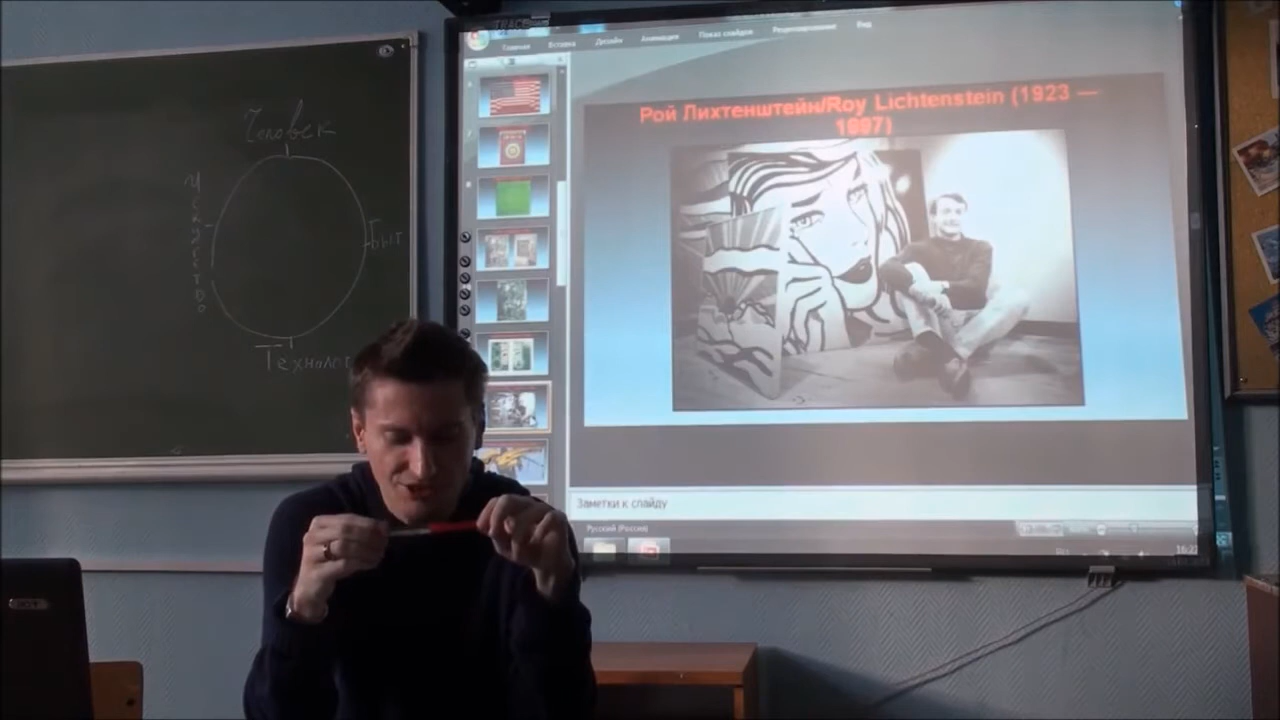 Человек
Искусство
Быт
Технолог
Главная Вставка Дизайн Анимация Показ слайдов Рецензирование Вид
Рой Лихтенштейн/Roy Lichtenstein (1923 —
1997)
Заметки к слайду
Русский (Россия)